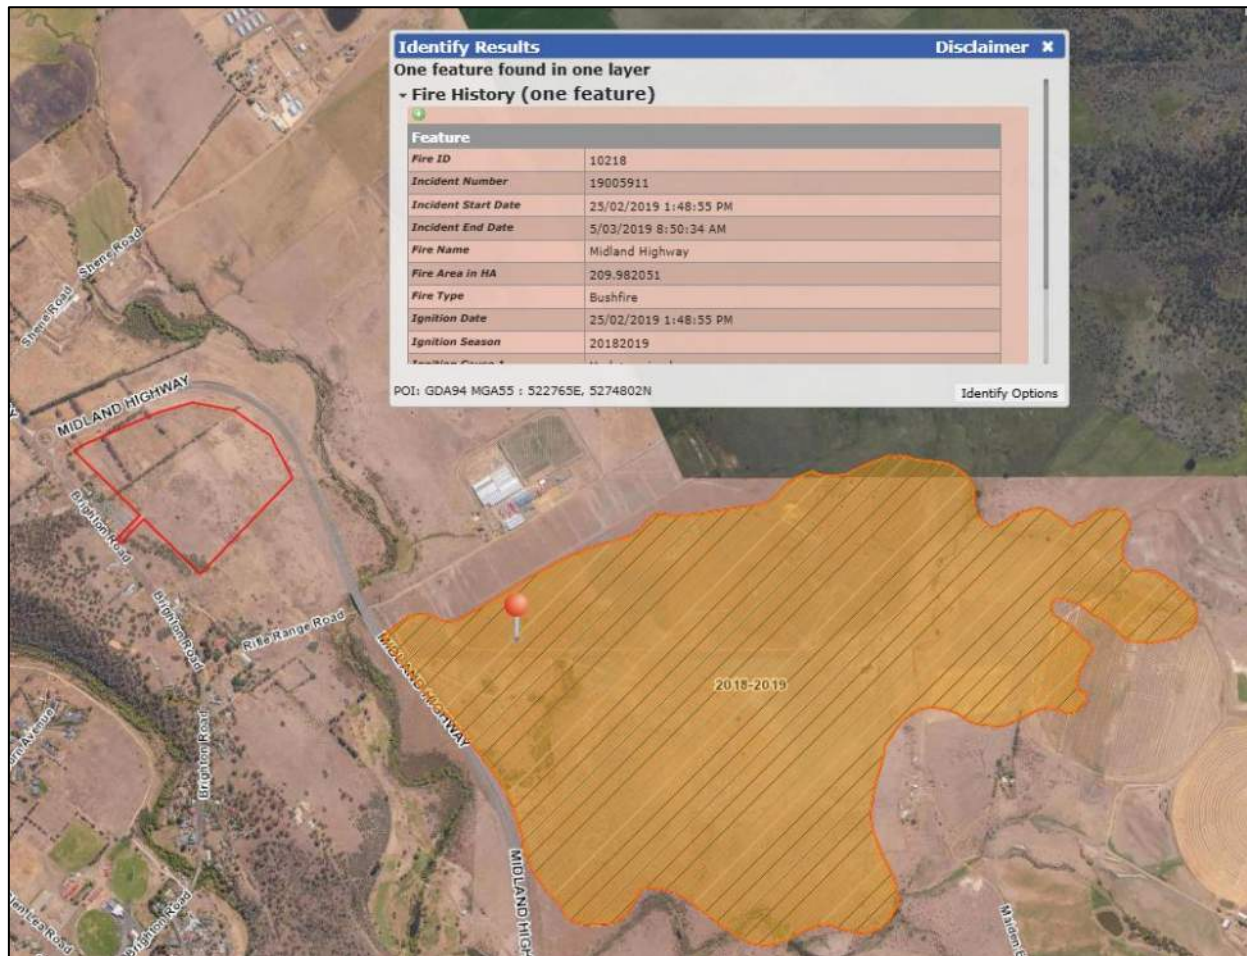 Identify Results Disclaimer ×
One feature found in one layer
Fire History (one feature)
Feature
Fire ID 10218
Incident Number 19005911
Incident Start Date 25/02/2019 1:48:55 PM
Incident End Date 5/03/2019 8:50:34 AM
Fire Name Midland Highway
Fire Area in HA 209.982051
Fire Type Bushfire
Ignition Date 25/02/2019 1:48:55 PM
Ignition Season 20182019
POI: GDA94 MGA55 : 522765E, 5274802N
Identify Options
Shene Road
Shene Road
MIDLAND HIGHWAY
Brighton Road
Brighton Road
Rifle Range Road
MIDLAND HIGHWAY
2018-2019
Brighton Road
Avenue
MIDLAND HIGH
Road
Brighton Road